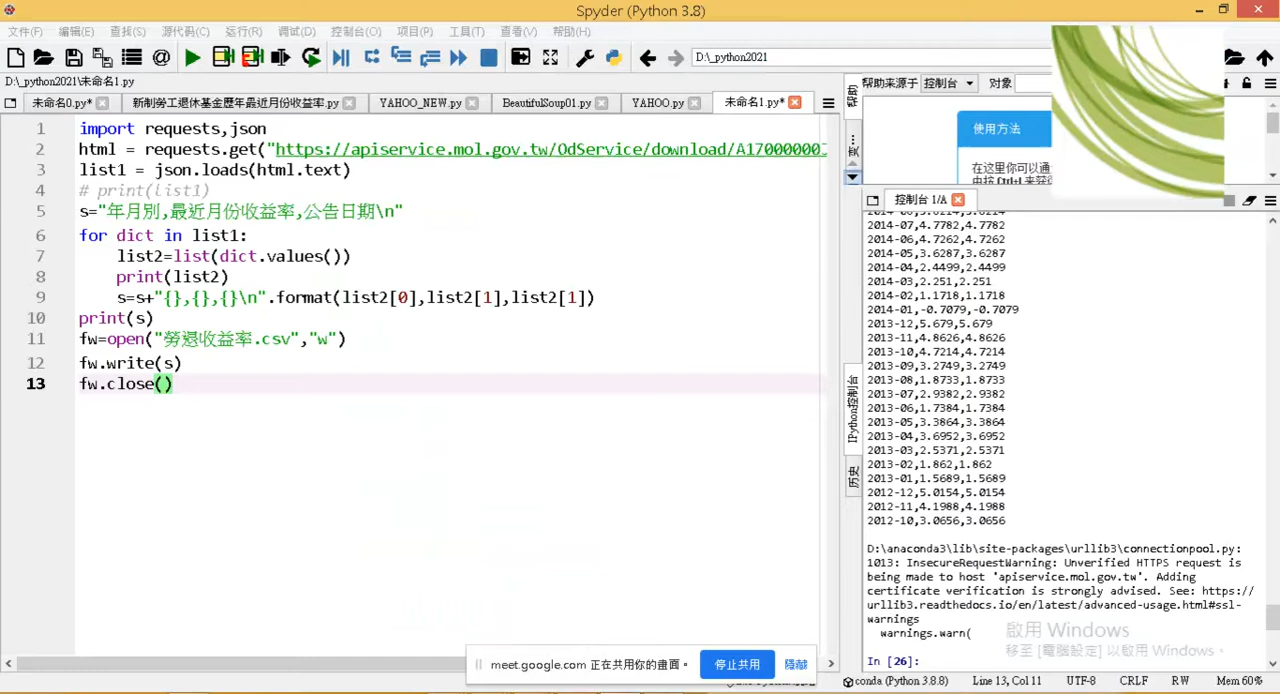 Spyder (Python 3.8)
文件(F) 编辑(E) 查找(S) 源代码(C) 运行(R) 调试(D) 控制台(O) 项目(P) 工具(T) 查看(V) 帮助(H)
D:\_python2021
D:\_python2021\未命名1.py
帮助来源于 控制台 对象
未命名0.py* 新制勞工退休基金歷年最近月份收益率.py YAHOO_NEW.py BeautifulSoup01.py YAHOO.py 未命名1.py*
使用方法
1 import requests,json
2 html = requests.get("https://apiservice.mol.gov.tw/OdService/download/A17000000
3 list1 = json.loads(html.text)
4 # print(list1)
5 s="年月別,最近月份收益率,公告日期\n"
6 for dict in list1:
7 list2=list(dict.values())
8 print(list2)
9 s=s+"{},{},{}\n".format(list2[0],list2[1],list2[1])
10 print(s)
11 fw=open("勞退收益率.csv","w")
12 fw.write(s)
13 fw.close()
在这里你可以通
帮助
控制台 1/A
2014-07,4.7782,4.7782
2014-06,4.7262,4.7262
2014-05,3.6287,3.6287
2014-04,2.4499,2.4499
2014-03,2.251,2.251
2014-02,1.1718,1.1718
2014-01,-0.7079,-0.7079
2013-12,5.679,5.679
2013-11,4.8626,4.8626
2013-10,4.7214,4.7214
2013-09,3.2749,3.2749
2013-08,1.8733,1.8733
2013-07,2.9382,2.9382
2013-06,1.7384,1.7384
2013-05,3.3864,3.3864
2013-04,3.6952,3.6952
2013-03,2.5371,2.5371
2013-02,1.862,1.862
2013-01,1.5689,1.5689
2012-12,5.0154,5.0154
2012-11,4.1988,4.1988
2012-10,3.0656,3.0656
IPython控制台
历史
D:\anaconda3\lib\site-packages\urllib3\connectionpool.py:
1013: InsecureRequestWarning: Unverified HTTPS request is
being made to host 'apiservice.mol.gov.tw'. Adding
certificate verification is strongly advised. See: https://
urllib3.readthedocs.io/en/latest/advanced-usage.html#ssl-
warnings
warnings.warn(
In [26]:
啟用 Windows
移至 [電腦設定] 以啟用 Windows。
meet.google.com 正在共用你的畫面。 停止共用 隱藏
conda (Python 3.8.8) Line 13, Col 11 UTF-8 CRLF RW Mem 60%